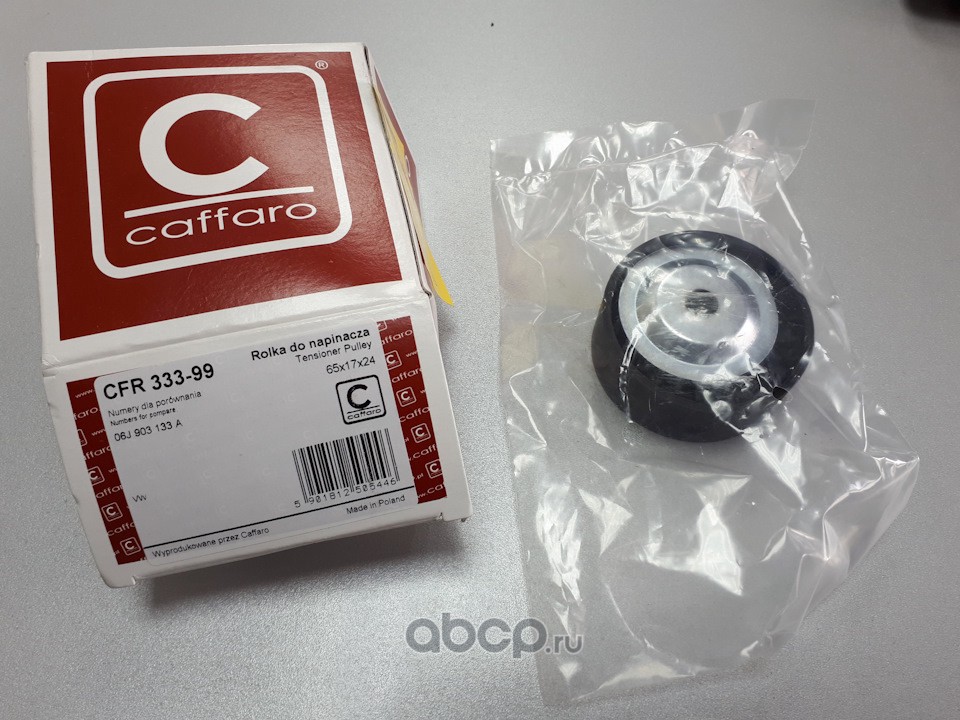 ®
C
caffaro
CFR 333-99
Rolka do napinacza
Tensioner Pulley
65x17x24
Numery dla porównania
Numbers for compare
06J 903 133 A
C
caffaro
VW
5 901812 505446
Made in Poland
Wyprodukowane przez Caffaro
abcp.ru